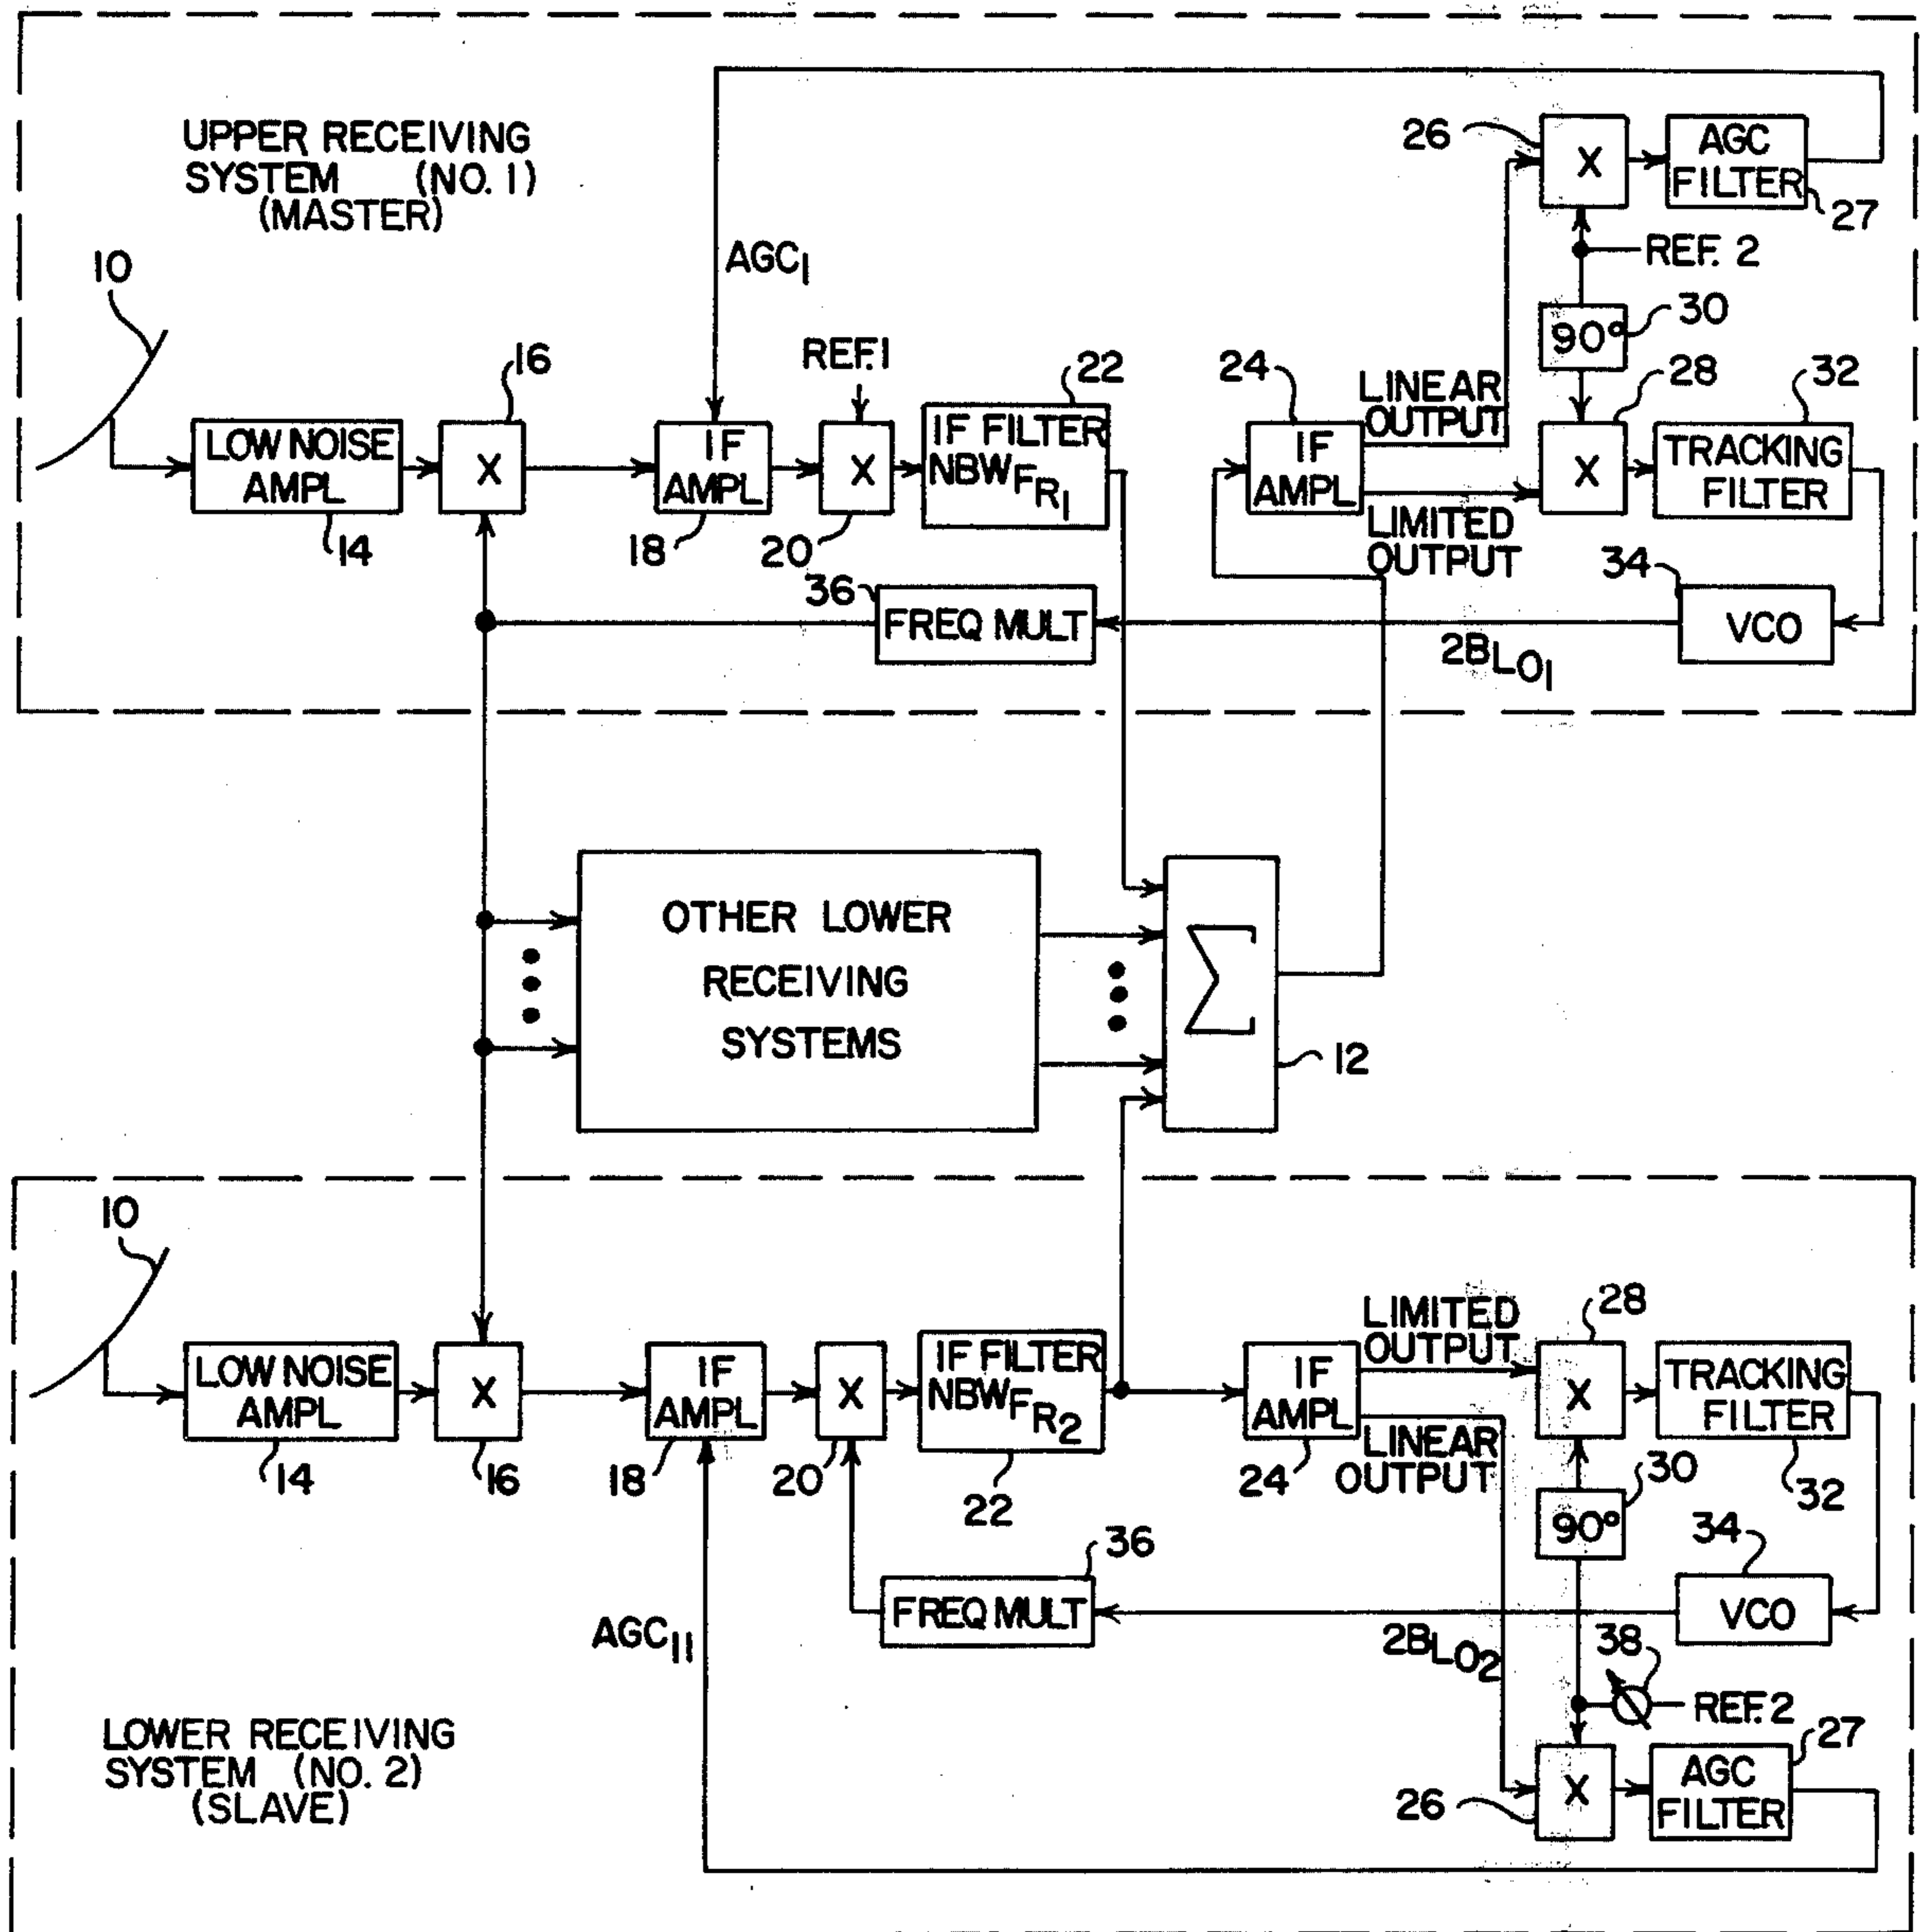 UPPER RECEIVING
SYSTEM (NO. 1)
(MASTER)
10
LOW NOISE
AMPL
14
X
16
AGC1
IF
AMPL
18
REF.1
X
20
IF FILTER
NBWFR1
22
24
IF
AMPL
LINEAR
OUTPUT
LIMITED
OUTPUT
26
X
AGC
FILTER
27
REF. 2
90°
30
28
X
TRACKING
FILTER
32
34
VCO
2BLO1
36
FREQ MULT
OTHER LOWER
RECEIVING
SYSTEMS
Σ
12
10
LOW NOISE
AMPL
14
X
16
IF
AMPL
18
X
20
IF FILTER
NBWFR2
22
IF
AMPL
24
LIMITED
OUTPUT
LINEAR
OUTPUT
28
X
TRACKING
FILTER
32
30
90°
34
VCO
36
FREQ MULT
2BLO2
38
REF. 2
AGC11
26
X
AGC
FILTER
27
LOWER RECEIVING
SYSTEM (NO. 2)
(SLAVE)